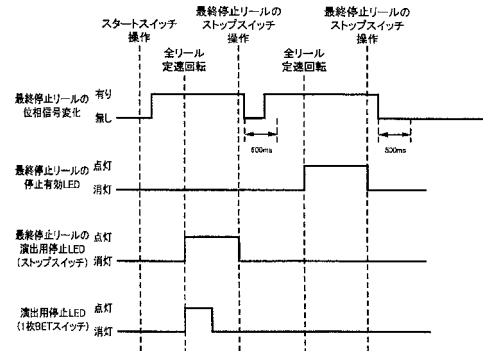 スタートスイッチ
操作
最終停止リールの
ストップスイッチ
操作
最終停止リールの
ストップスイッチ
操作
全リール
定速回転
全リール
定速回転
最終停止リールの
位相信号変化
有り
無し
500ms
500ms
最終停止リールの
停止有効LED
点灯
消灯
最終停止リールの
演出用停止LED
(ストップスイッチ)
点灯
消灯
演出用停止LED
(1枚BETスイッチ)
点灯
消灯